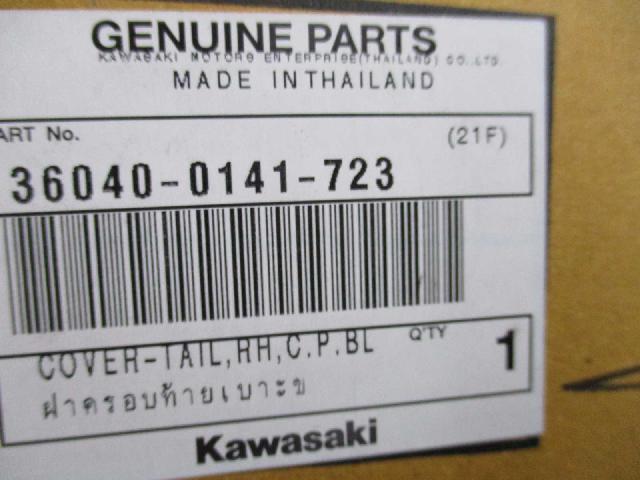 GENUINE PARTS
KAWASAKI MOTORS ENTERPRISE(THAILAND) CO.,LTD.
MADE INTHAILAND
ART No.
(21F)
36040-0141-723
COVER-TAIL,RH,C.P.BL
Q'TY
1
ฝาครอบท้ายเบาะข
Kawasaki